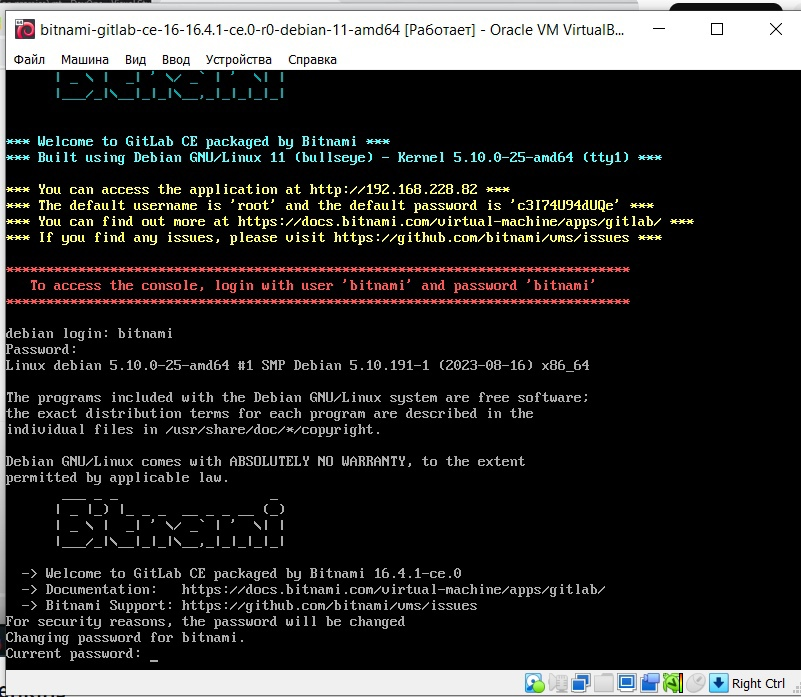 bitnami-gitlab-ce-16-16.4.1-ce.0-r0-debian-11-amd64 [Работает] - Oracle VM VirtualB...
Файл Машина Вид Ввод Устройства Справка
*** Welcome to GitLab CE packaged by Bitnami ***
*** Built using Debian GNU/Linux 11 (bullseye) - Kernel 5.10.0-25-amd64 (tty1) ***
*** You can access the application at http://192.168.228.82 ***
*** The default username is 'root' and the default password is 'c3I74U94dUQe' ***
*** You can find out more at https://docs.bitnami.com/virtual-machine/apps/gitlab/ ***
*** If you find any issues, please visit https://github.com/bitnami/vms/issues ***
******************************************************************************
To access the console, login with user 'bitnami' and password 'bitnami'
******************************************************************************
debian login: bitnami
Password:
Linux debian 5.10.0-25-amd64 #1 SMP Debian 5.10.191-1 (2023-08-16) x86_64
The programs included with the Debian GNU/Linux system are free software;
the exact distribution terms for each program are described in the
individual files in /usr/share/doc/*/copyright.
Debian GNU/Linux comes with ABSOLUTELY NO WARRANTY, to the extent
permitted by applicable law.
Bitnami
-> Welcome to GitLab CE packaged by Bitnami 16.4.1-ce.0
-> Documentation: https://docs.bitnami.com/virtual-machine/apps/gitlab/
-> Bitnami Support: https://github.com/bitnami/vms/issues
For security reasons, the password will be changed
Changing password for bitnami.
Current password: _
Right Ctrl